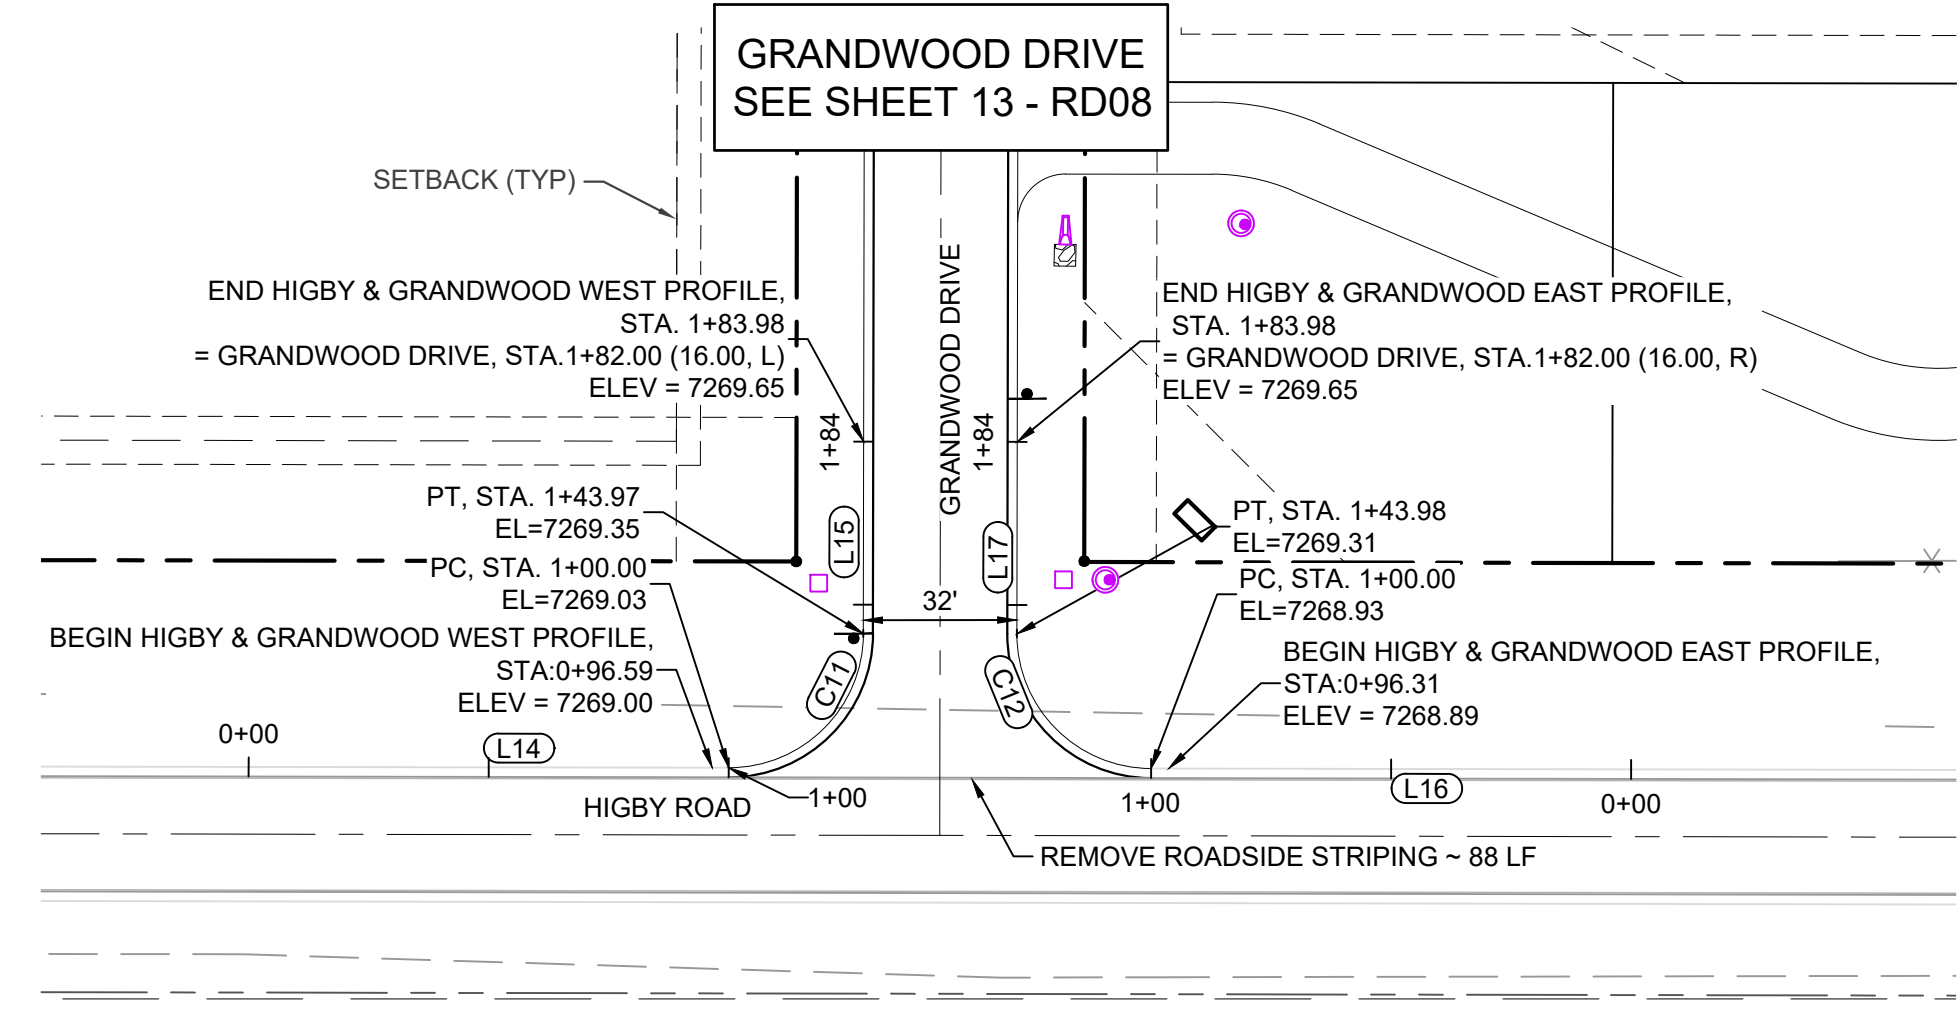 GRANDWOOD DRIVE
SEE SHEET 13 - RD08
SETBACK (TYP)
END HIGBY & GRANDWOOD WEST PROFILE,
STA. 1+83.98
= GRANDWOOD DRIVE, STA.1+82.00 (16.00, L)
ELEV = 7269.65
END HIGBY & GRANDWOOD EAST PROFILE,
STA. 1+83.98
= GRANDWOOD DRIVE, STA.1+82.00 (16.00, R)
ELEV = 7269.65
GRANDWOOD DRIVE
1+84
1+84
PT, STA. 1+43.97
EL=7269.35
L15
L17
PT, STA. 1+43.98
EL=7269.31
PC, STA. 1+00.00
EL=7269.03
32'
PC, STA. 1+00.00
EL=7268.93
BEGIN HIGBY & GRANDWOOD WEST PROFILE,
STA:0+96.59
ELEV = 7269.00
C11
C12
BEGIN HIGBY & GRANDWOOD EAST PROFILE,
STA:0+96.31
ELEV = 7268.89
0+00
L14
HIGBY ROAD
1+00
1+00
L16
0+00
REMOVE ROADSIDE STRIPING ~ 88 LF